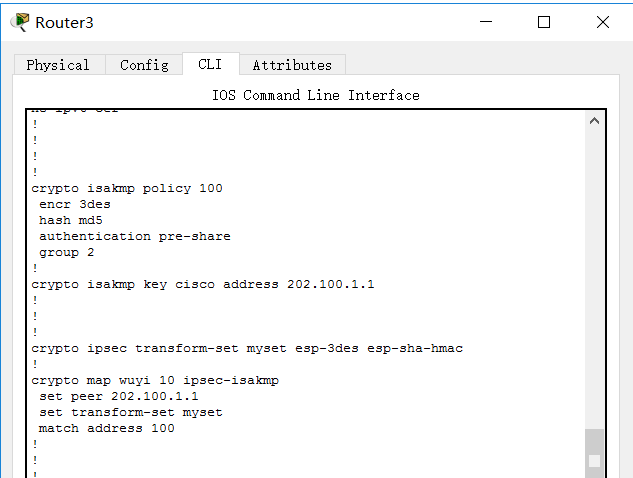 Router3
Physical Config CLI Attributes
IOS Command Line Interface
!
!
!
!
crypto isakmp policy 100
 encr 3des
 hash md5
 authentication pre-share
 group 2
!
crypto isakmp key cisco address 202.100.1.1
!
!
!
crypto ipsec transform-set myset esp-3des esp-sha-hmac
!
crypto map wuyi 10 ipsec-isakmp
 set peer 202.100.1.1
 set transform-set myset
 match address 100
!
!
!